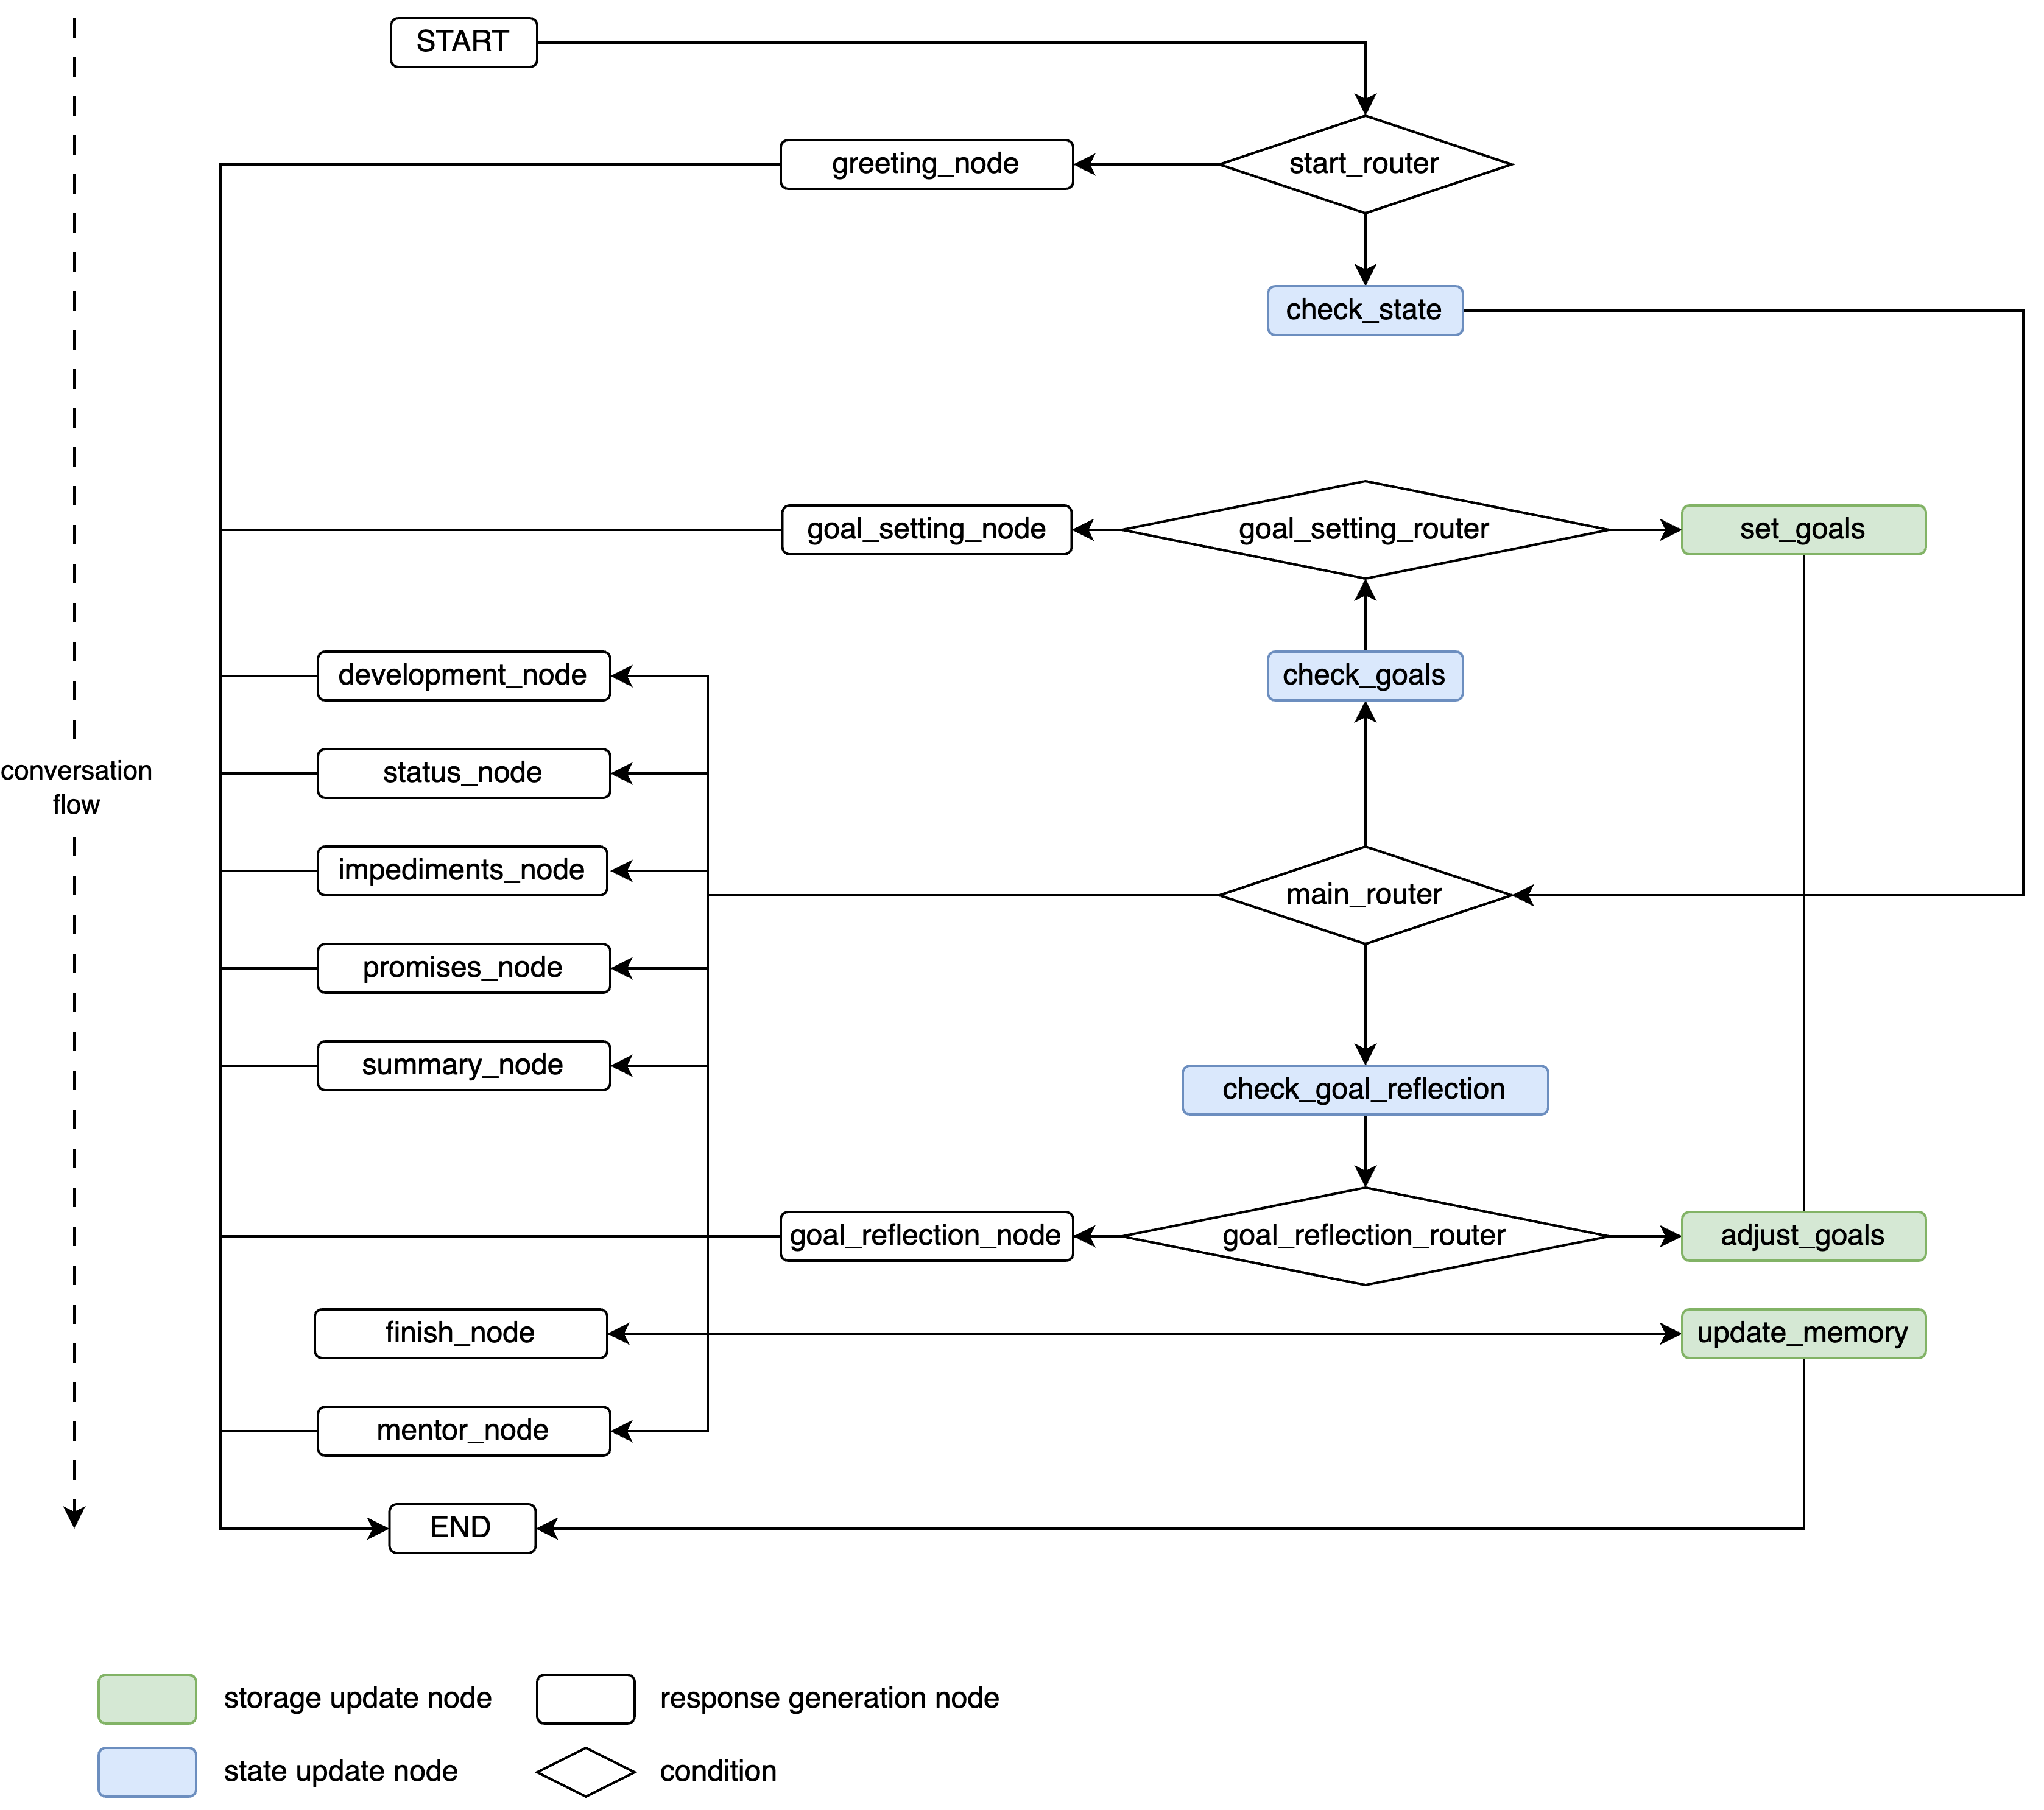 START
greeting_node
start_router
check_state
goal_setting_node
goal_setting_router
set_goals
development_node
check_goals
status_node
conversation
flow
impediments_node
main_router
promises_node
summary_node
check_goal_reflection
goal_reflection_node
goal_reflection_router
adjust_goals
finish_node
update_memory
mentor_node
END
storage update node
response generation node
state update node
condition